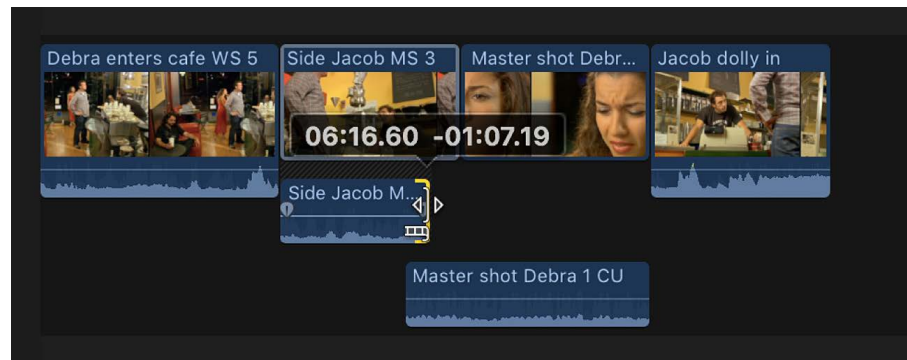 Debra enters cafe WS 5
Side Jacob MS 3
Master shot Debr...
Jacob dolly in
06:16.60 -01:07.19
Side Jacob M...
Master shot Debra 1 CU